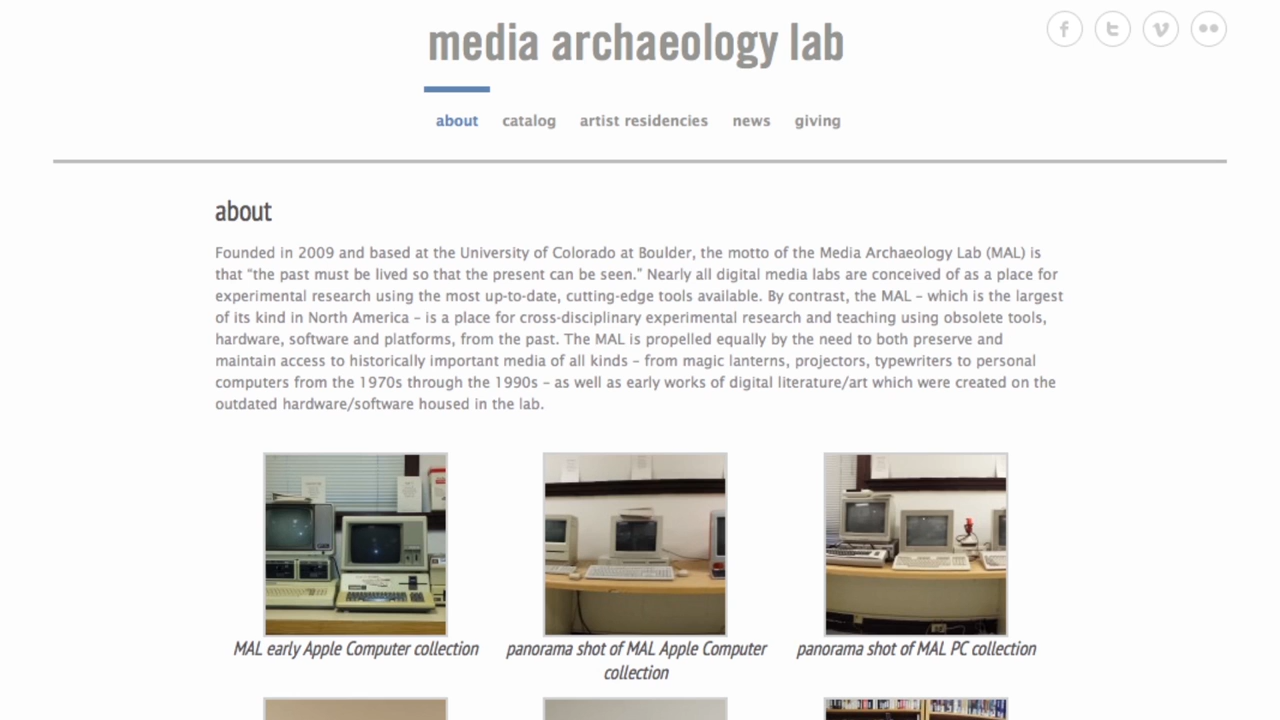 media archaeology lab
about catalog artist residencies news giving
about
Founded in 2009 and based at the University of Colorado at Boulder, the motto of the Media Archaeology Lab (MAL) is
that “the past must be lived so that the present can be seen.” Nearly all digital media labs are conceived of as a place for
experimental research using the most up-to-date, cutting-edge tools available. By contrast, the MAL – which is the largest
of its kind in North America – is a place for cross-disciplinary experimental research and teaching using obsolete tools,
hardware, software and platforms, from the past. The MAL is propelled equally by the need to both preserve and
maintain access to historically important media of all kinds – from magic lanterns, projectors, typewriters to personal
computers from the 1970s through the 1990s – as well as early works of digital literature/art which were created on the
outdated hardware/software housed in the lab.
MAL early Apple Computer collection
panorama shot of MAL Apple Computer
collection
panorama shot of MAL PC collection